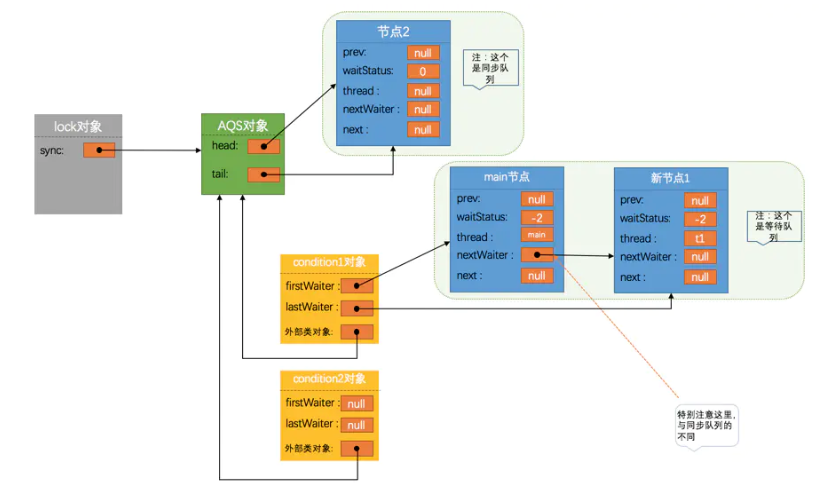 节点2
prev: null
waitStatus: 0
thread : null
nextWaiter : null
next : null
注：这个
是同步队
列
lock对象
sync:
AQS对象
head:
tail:
main节点
prev: null
waitStatus: -2
thread : main
nextWaiter :
next : null
新节点1
prev: null
waitStatus: -2
thread : t1
nextWaiter : null
next : null
注：这个
是等待队
列
condition1对象
firstWaiter :
lastWaiter :
外部类对象:
condition2对象
firstWaiter : null
lastWaiter : null
外部类对象:
特别注意这里,
与同步队列的
不同